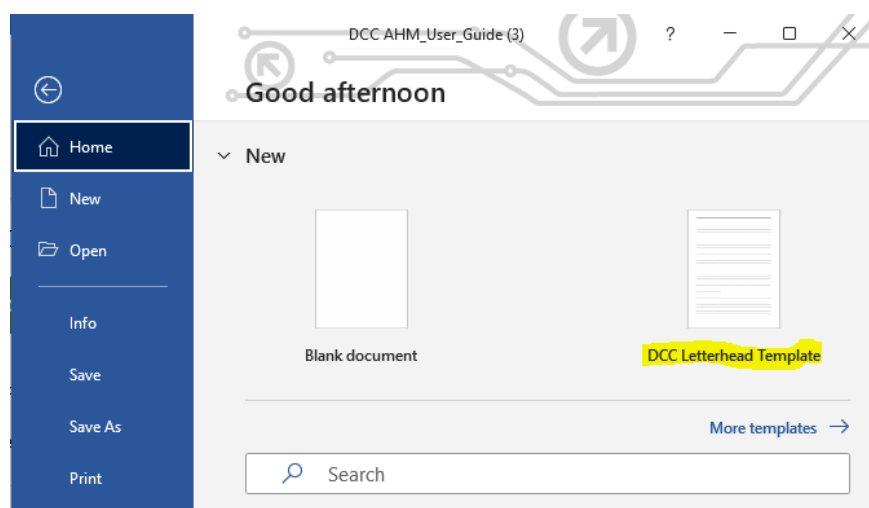 DCC AHM_User_Guide (3)
?
Good afternoon
Home
New
Open
Info
Save
Save As
Print
New
Blank document
DCC Letterhead Template
More templates
Search